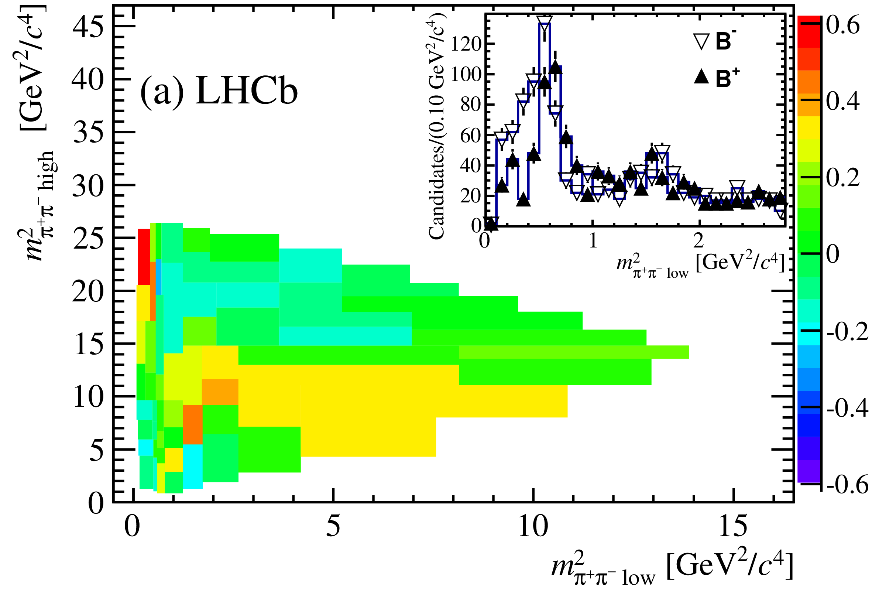 (a) LHCb
m²π⁺π⁻ high [GeV²/c⁴]
45
40
35
30
25
20
15
10
5
0
0 5 10 15
m²π⁺π⁻ low [GeV²/c⁴]
Candidates/(0.10 GeV²/c⁴)
120
100
80
60
40
20
0
0 1 2
m²π⁺π⁻ low [GeV²/c⁴]
B⁻
B⁺
0.6
0.4
0.2
0
-0.2
-0.4
-0.6